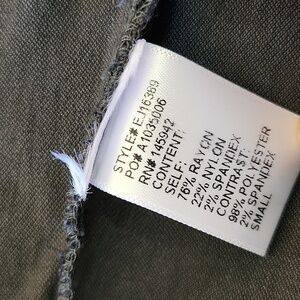 STYLE# EJ16389
PO# A1035006
RN# 145942
CONTENT:
SELF:
76% RAYON
22% NYLON
2% SPANDEX
CONTRAST:
98% POLYESTER
2% SPANDEX
SMALL